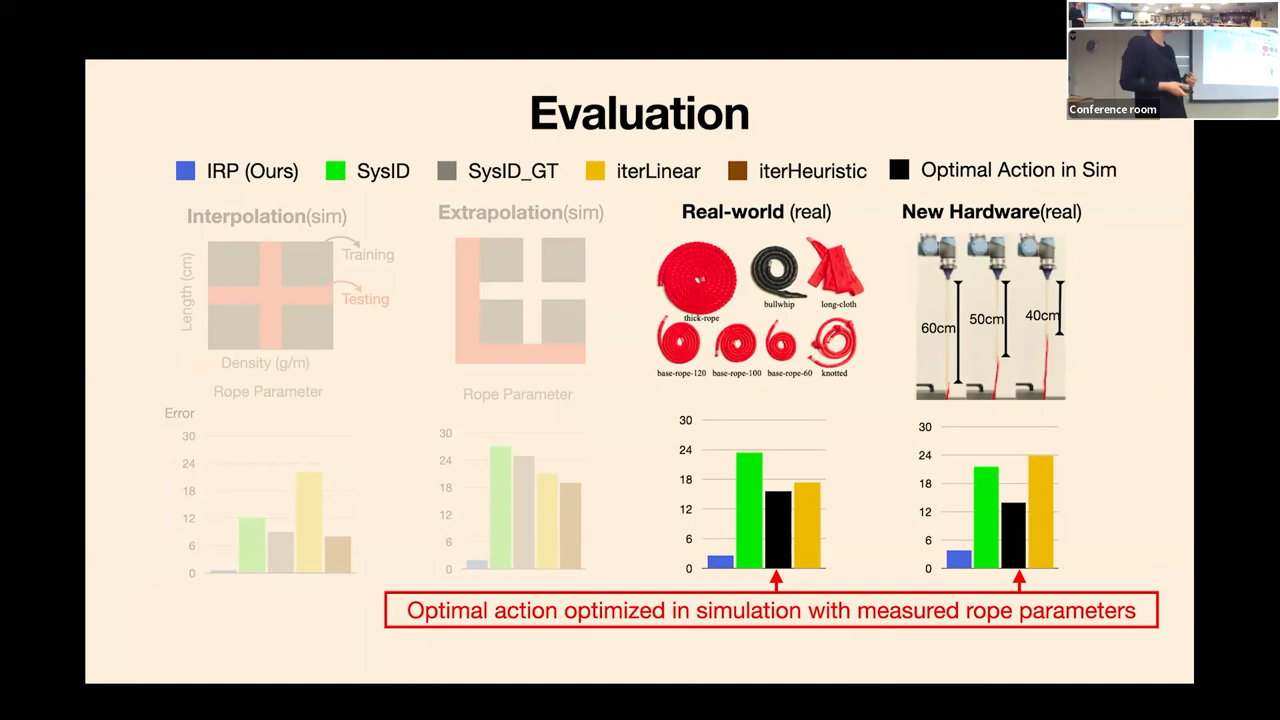 Conference room
Evaluation
IRP (Ours) SysID SysID_GT iterLinear iterHeuristic Optimal Action in Sim
Interpolation(sim) Extrapolation(sim) Real-world (real) New Hardware(real)
Training
Testing
Length (cm)
Density (g/m)
Rope Parameter
Rope Parameter
thick-rope
bullwhip
long-cloth
base-rope-120
base-rope-100
base-rope-60
knotted
60cm
50cm
40cm
Error
30
24
18
12
6
0
30
24
18
12
6
0
30
24
18
12
6
0
30
24
18
12
6
0
Optimal action optimized in simulation with measured rope parameters